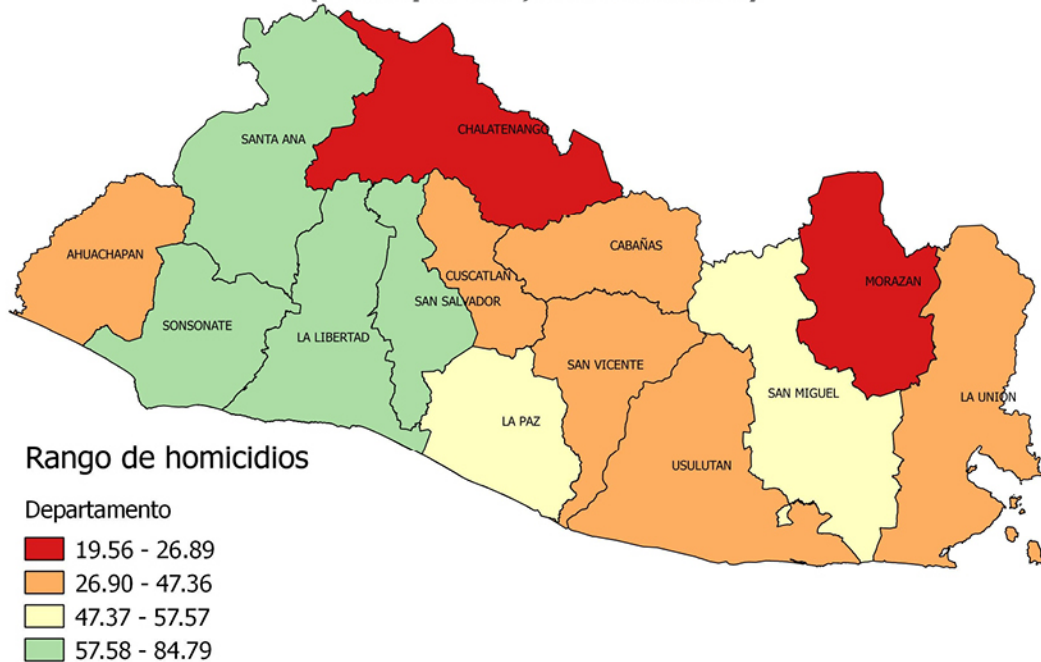 CHALATENANGO
SANTA ANA
CABAÑAS
AHUACHAPAN
CUSCATLAN
MORAZAN
SAN SALVADOR
SONSONATE
LA LIBERTAD
SAN VICENTE
SAN MIGUEL
LA UNION
LA PAZ
USULUTAN
Rango de homicidios
Departamento
19.56 - 26.89
26.90 - 47.36
47.37 - 57.57
57.58 - 84.79